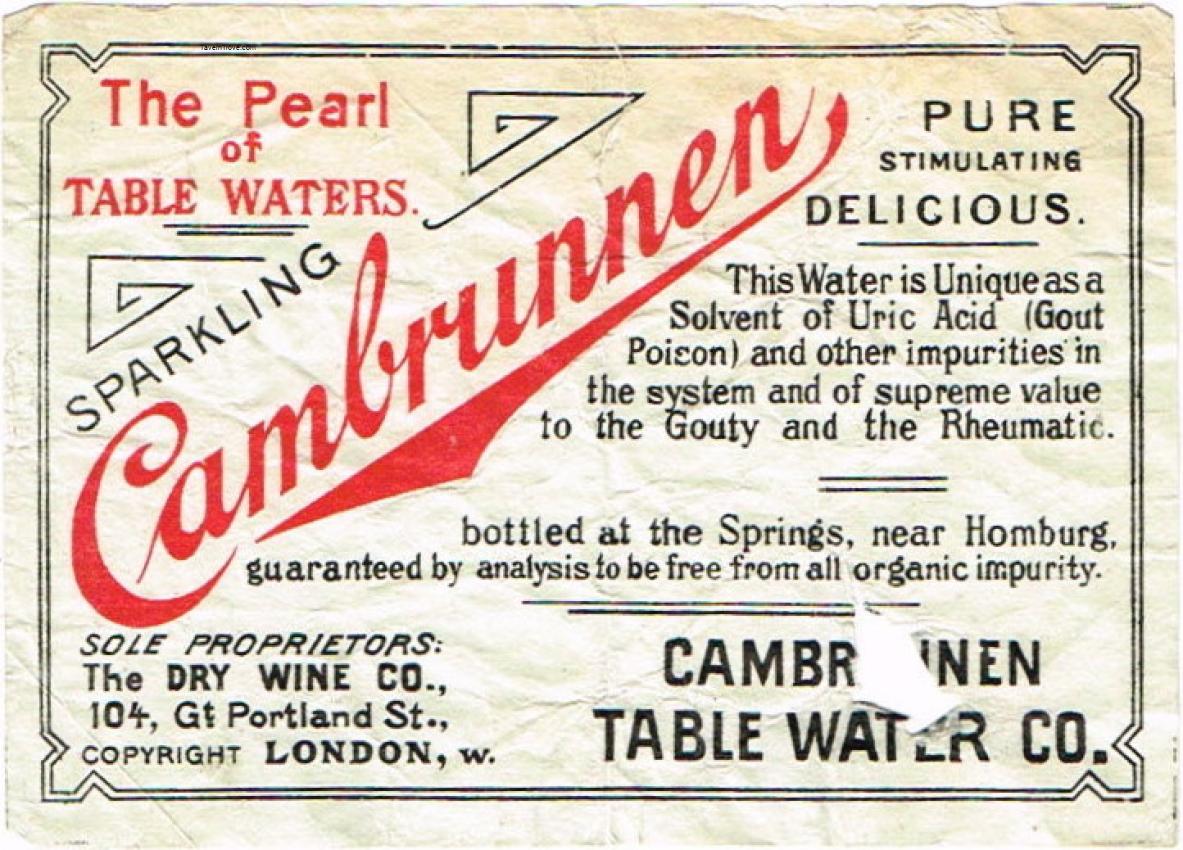 The Pearl
of
TABLE WATERS.
SPARKLING
Cambrunnen
PURE
STIMULATING
DELICIOUS.
This Water is Unique as a
Solvent of Uric Acid (Gout
Poison) and other impurities in
the system and of supreme value
to the Gouty and the Rheumatic.
bottled at the Springs, near Homburg,
guaranteed by analysis to be free from all organic impurity.
SOLE PROPRIETORS:
The DRY WINE CO.,
104, Gt Portland St.,
COPYRIGHT LONDON, W.
CAMBR NNEN
TABLE WATER CO.